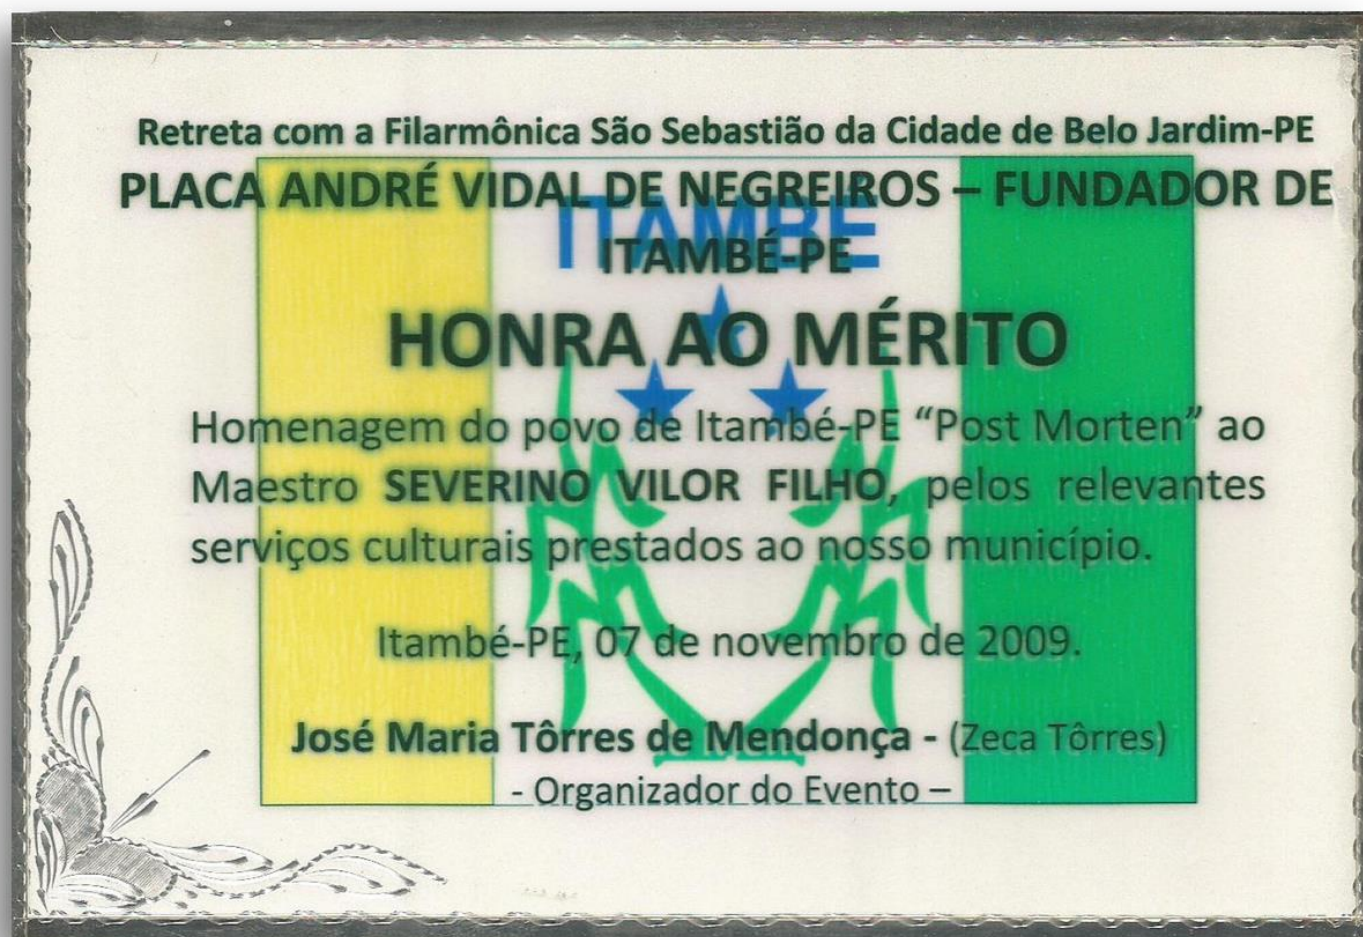 Retreta com a Filarmônica São Sebastião da Cidade de Belo Jardim-PE
PLACA ANDRÉ VIDAL DE NEGREIROS – FUNDADOR DE
ITAMBÉ
ITAMBÉ-PE
HONRA AO MÉRITO
Homenagem do povo de Itambé-PE “Post Morten” ao
Maestro SEVERINO VILOR FILHO, pelos relevantes
serviços culturais prestados ao nosso município.
Itambé-PE, 07 de novembro de 2009.
José Maria Tôrres de Mendonça - (Zeca Tôrres)
- Organizador do Evento –